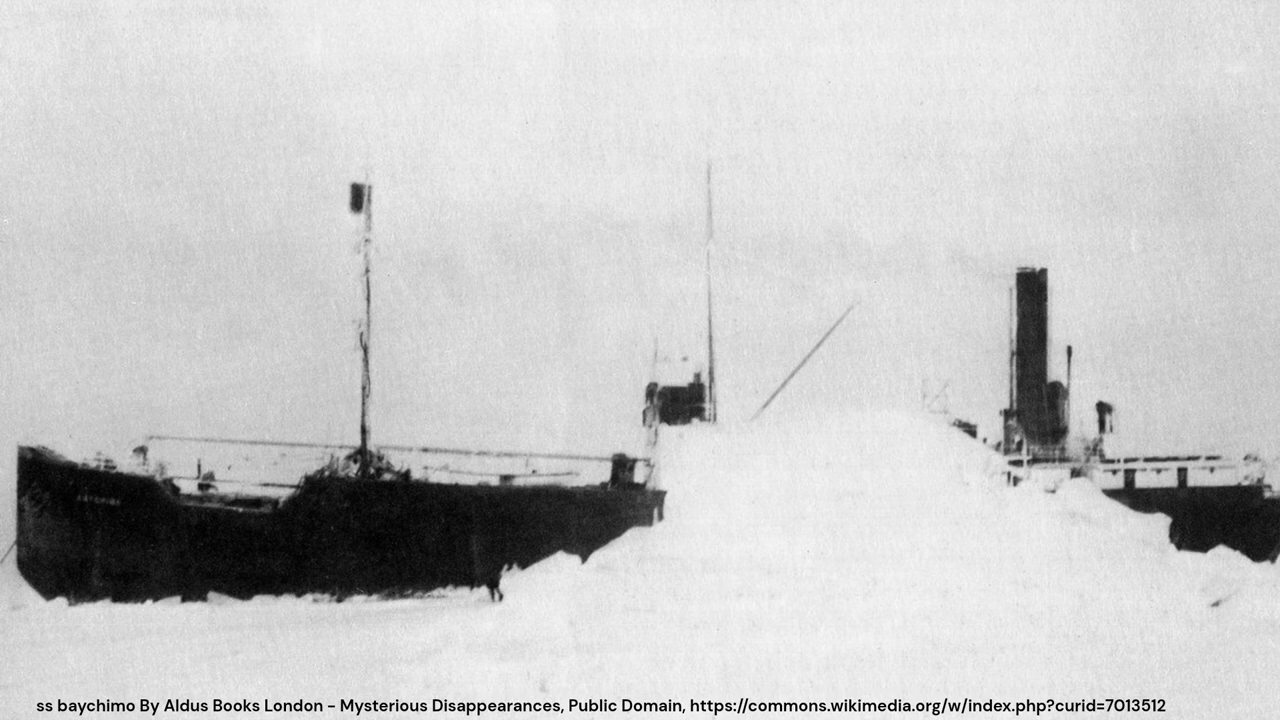 ss baychimo By Aldus Books London - Mysterious Disappearances, Public Domain, https://commons.wikimedia.org/w/index.php?curid=7013512